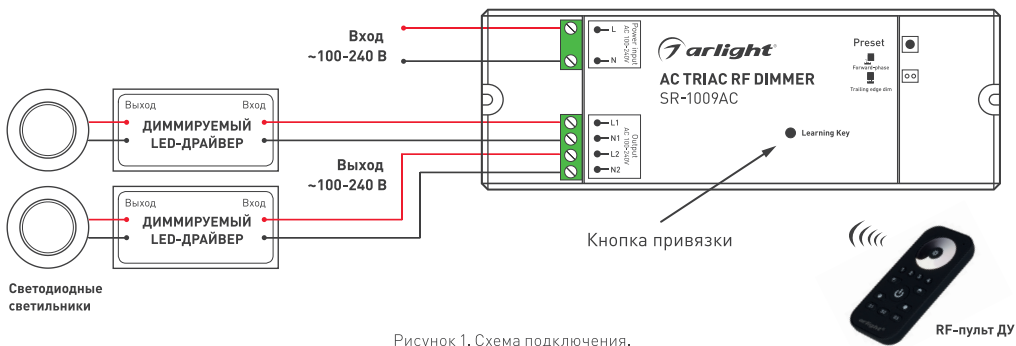 Вход
~100-240 В
L
N
Power Input
AC 100-240V
arlight
AC TRIAC RF DIMMER
SR-1009AC
Preset
Forward-phase
Trailing edge dim
Learning Key
Выход Вход
ДИММИРУЕМЫЙ
LED-ДРАЙВЕР
L1
N1
L2
N2
Output
AC 100-240V
Выход
~100-240 В
Выход Вход
ДИММИРУЕМЫЙ
LED-ДРАЙВЕР
Кнопка привязки
Светодиодные
светильники
RF-пульт ДУ
Рисунок 1. Схема подключения.